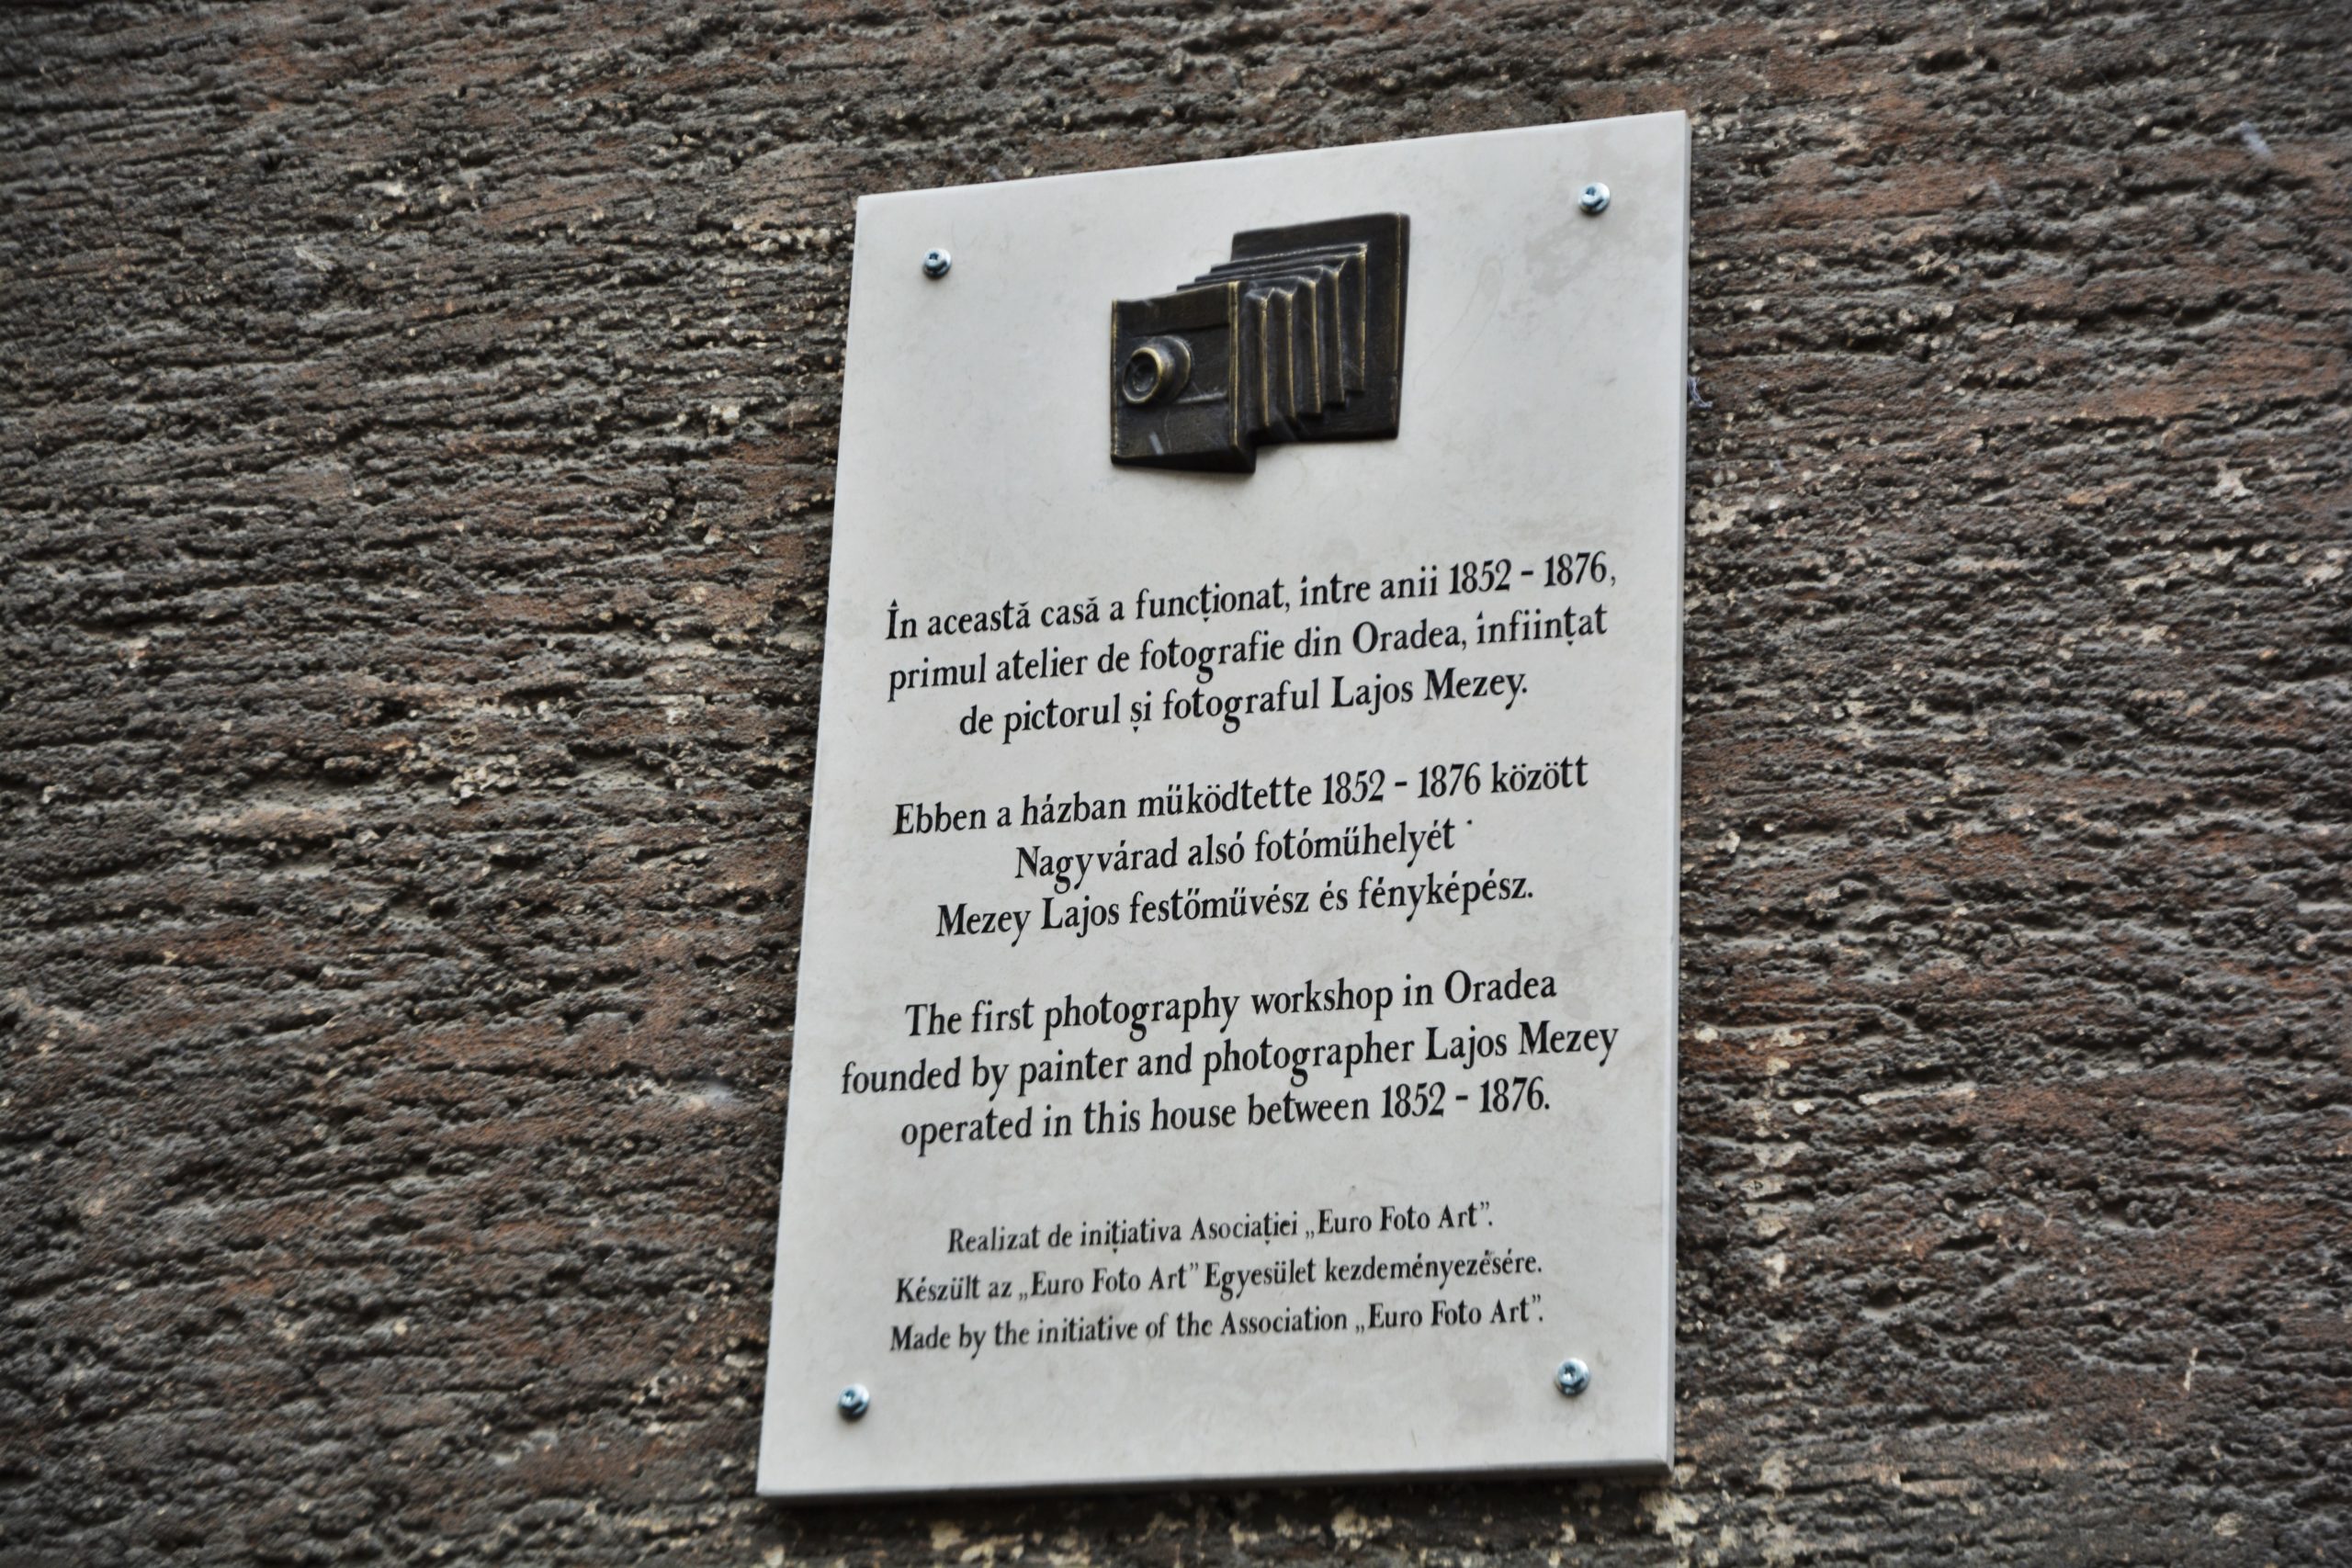 În această casă a funcționat, între anii 1852 - 1876,
primul atelier de fotografie din Oradea, înființat
de pictorul și fotograful Lajos Mezey.
Ebben a házban működtette 1852 - 1876 között
Nagyvárad alsó fotóműhelyét
Mezey Lajos festőművész és fényképész.
The first photography workshop in Oradea
founded by painter and photographer Lajos Mezey
operated in this house between 1852 - 1876.
Realizat de inițiativa Asociației „Euro Foto Art”.
Készült az „Euro Foto Art” Egyesület kezdeményezésére.
Made by the initiative of the Association „Euro Foto Art”.